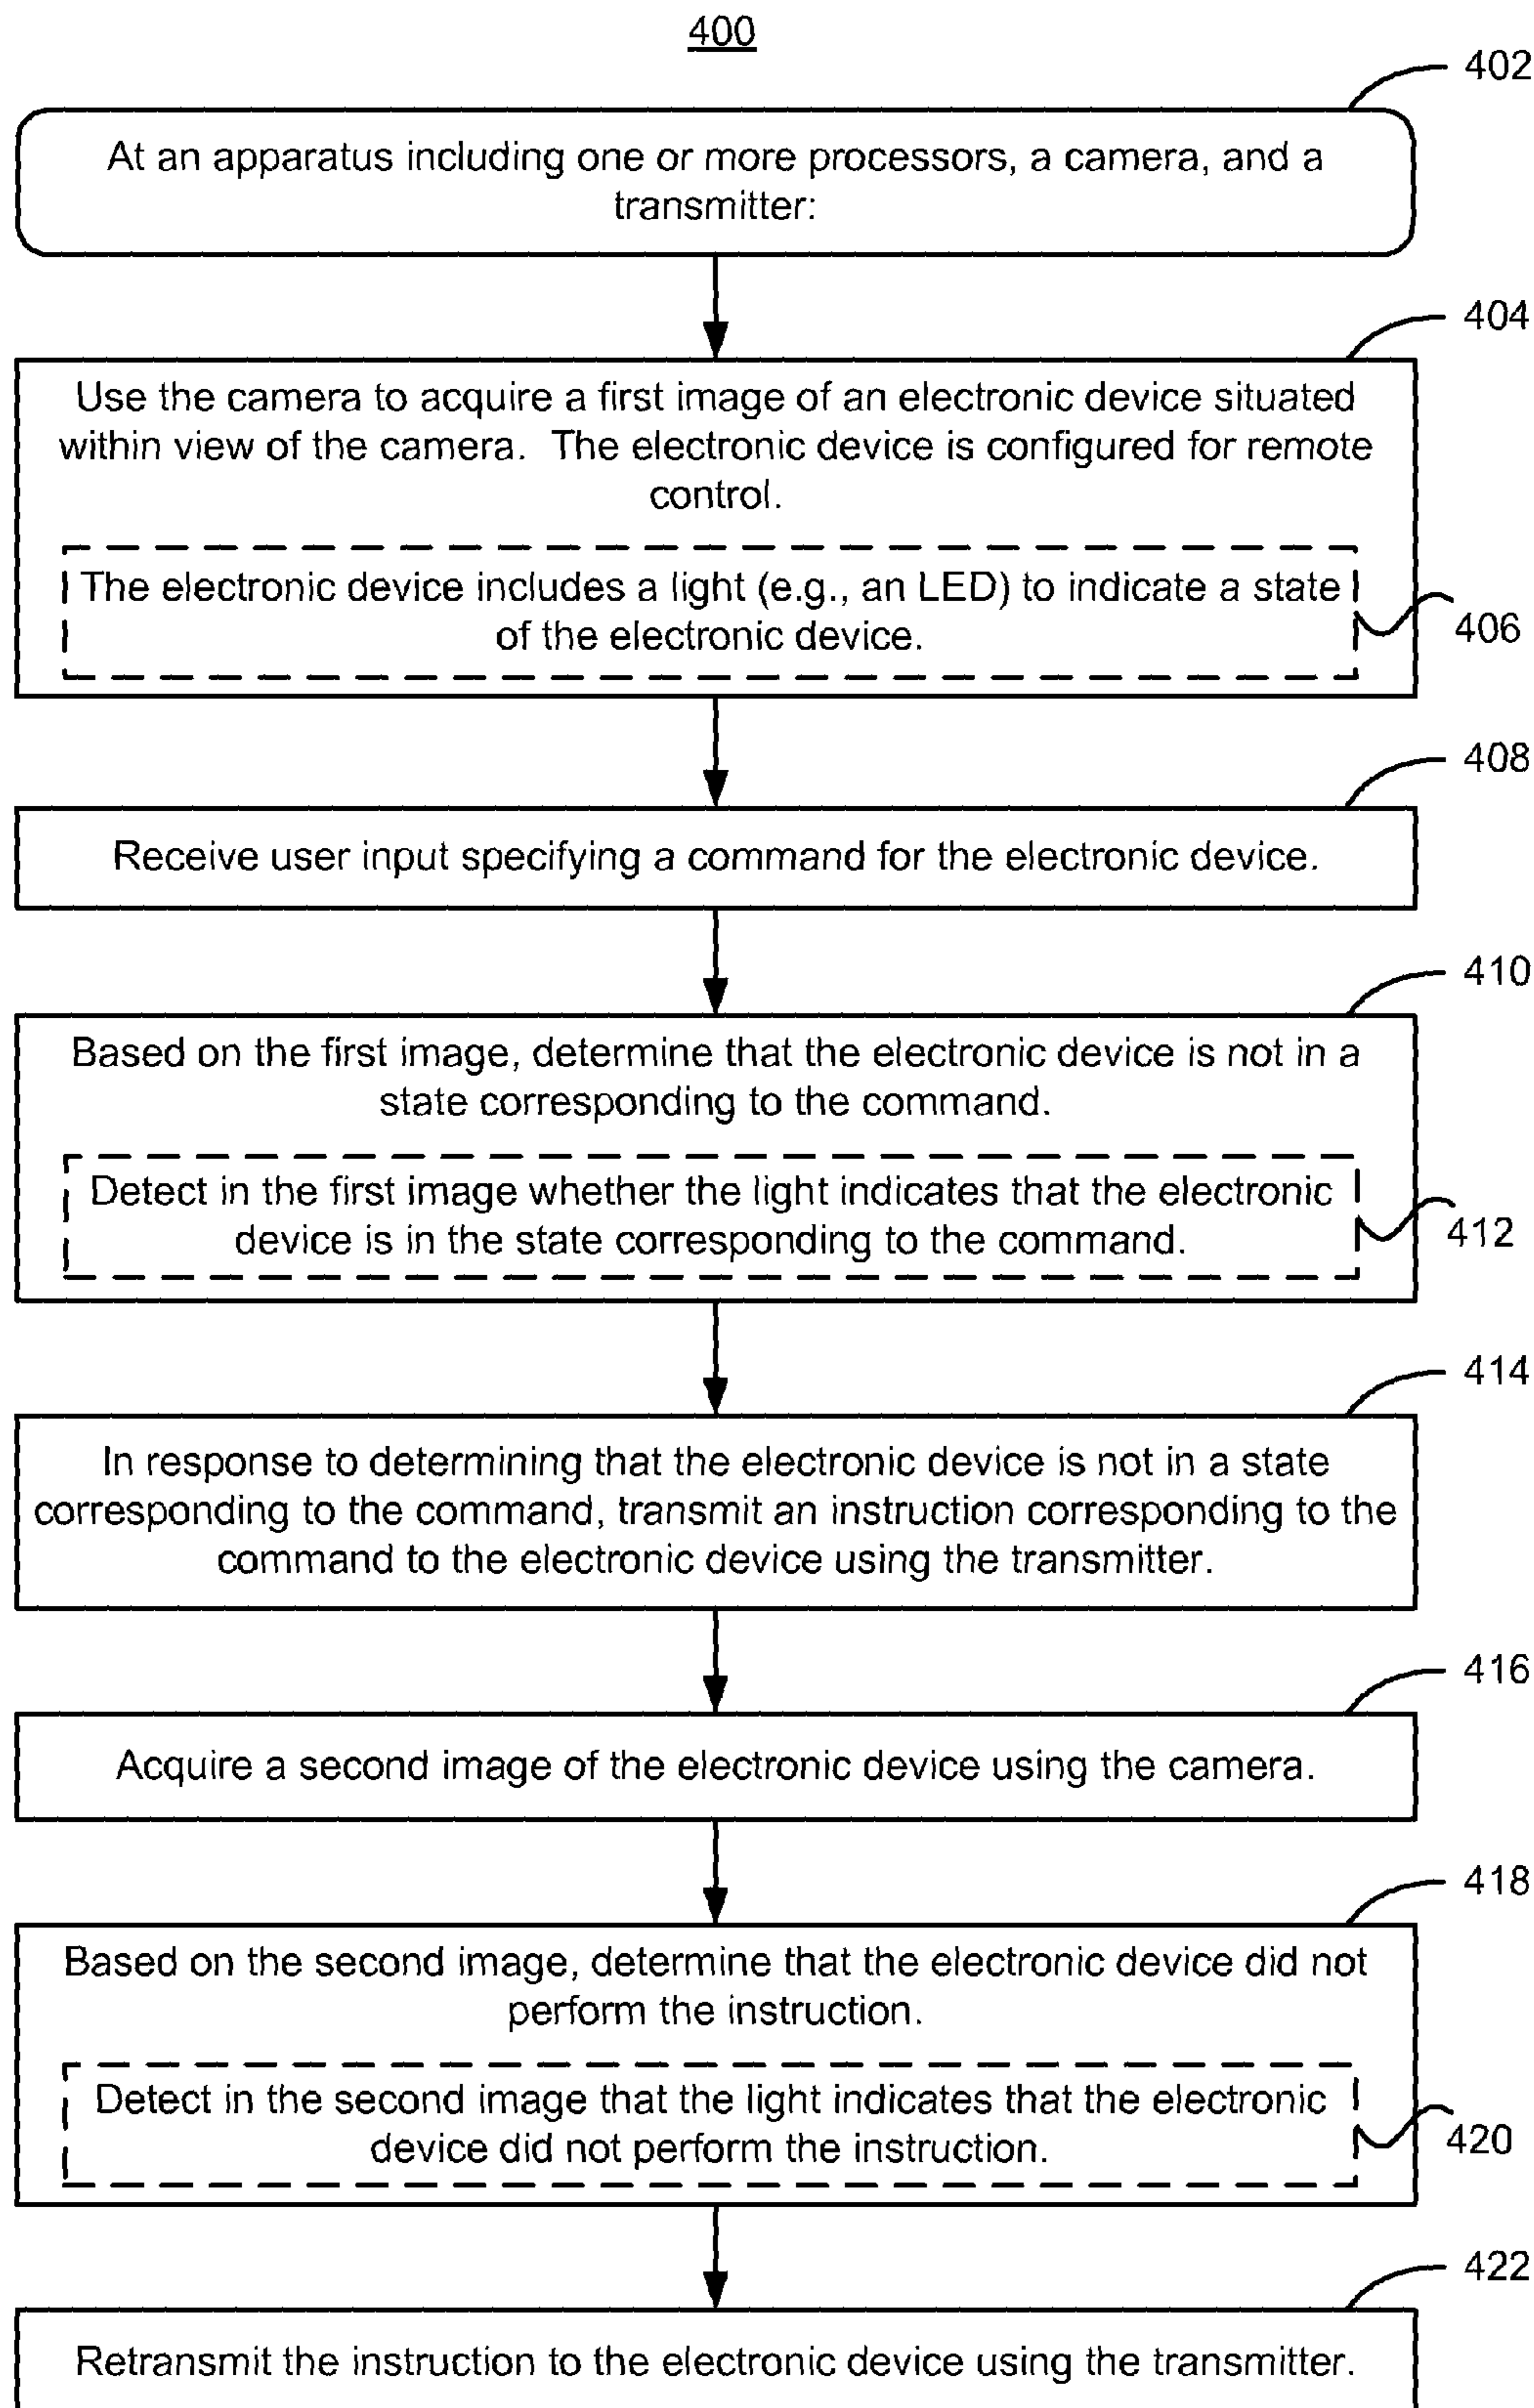 400
402
At an apparatus including one or more processors, a camera, and a
transmitter:
404
Use the camera to acquire a first image of an electronic device situated
within view of the camera.  The electronic device is configured for remote
control.
The electronic device includes a light (e.g., an LED) to indicate a state
of the electronic device.
406
408
Receive user input specifying a command for the electronic device.
410
Based on the first image, determine that the electronic device is not in a
state corresponding to the command.
Detect in the first image whether the light indicates that the electronic
device is in the state corresponding to the command.
412
414
In response to determining that the electronic device is not in a state
corresponding to the command, transmit an instruction corresponding to the
command to the electronic device using the transmitter.
416
Acquire a second image of the electronic device using the camera.
418
Based on the second image, determine that the electronic device did not
perform the instruction.
Detect in the second image that the light indicates that the electronic
device did not perform the instruction.
420
422
Retransmit the instruction to the electronic device using the transmitter.